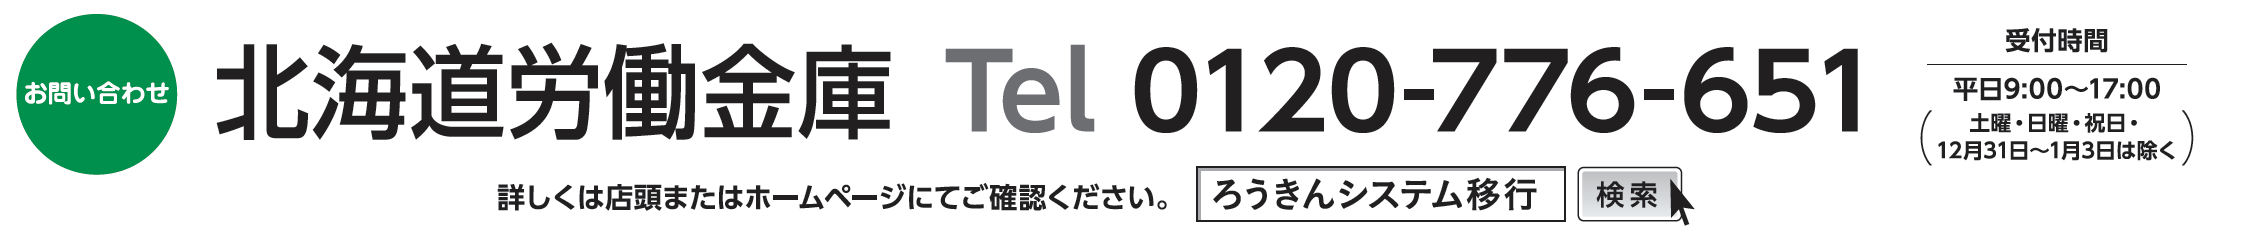 お問い合わせ
北海道労働金庫 Tel 0120-776-651
受付時間
平日9:00～17:00
(土曜・日曜・祝日・
12月31日～1月3日は除く)
詳しくは店頭またはホームページにてご確認ください。 ろうきんシステム移行 検索